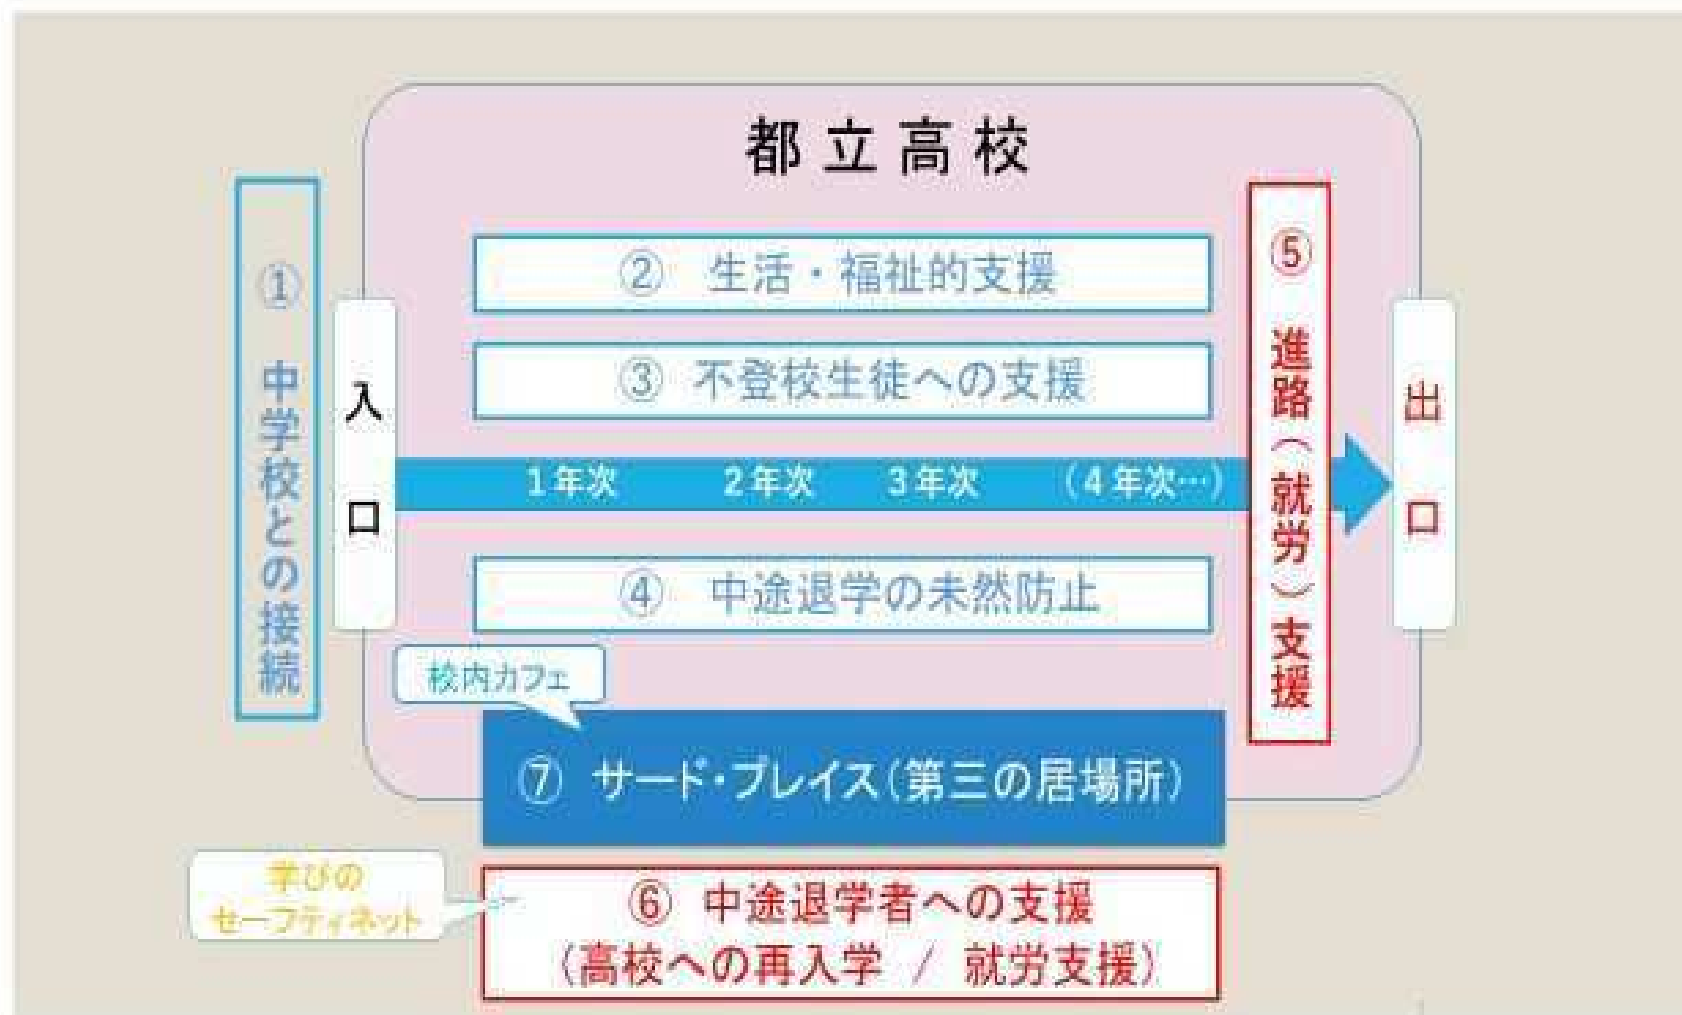 都立高校
① 中学校との接続
入口
② 生活・福祉的支援
③ 不登校生徒への支援
1年次 2年次 3年次 (4年次…)
④ 中途退学の未然防止
⑤ 進路(就労)支援
出口
校内カフェ
⑦ サード・プレイス(第三の居場所)
学びの
セーフティネット
⑥ 中途退学者への支援
(高校への再入学 / 就労支援)